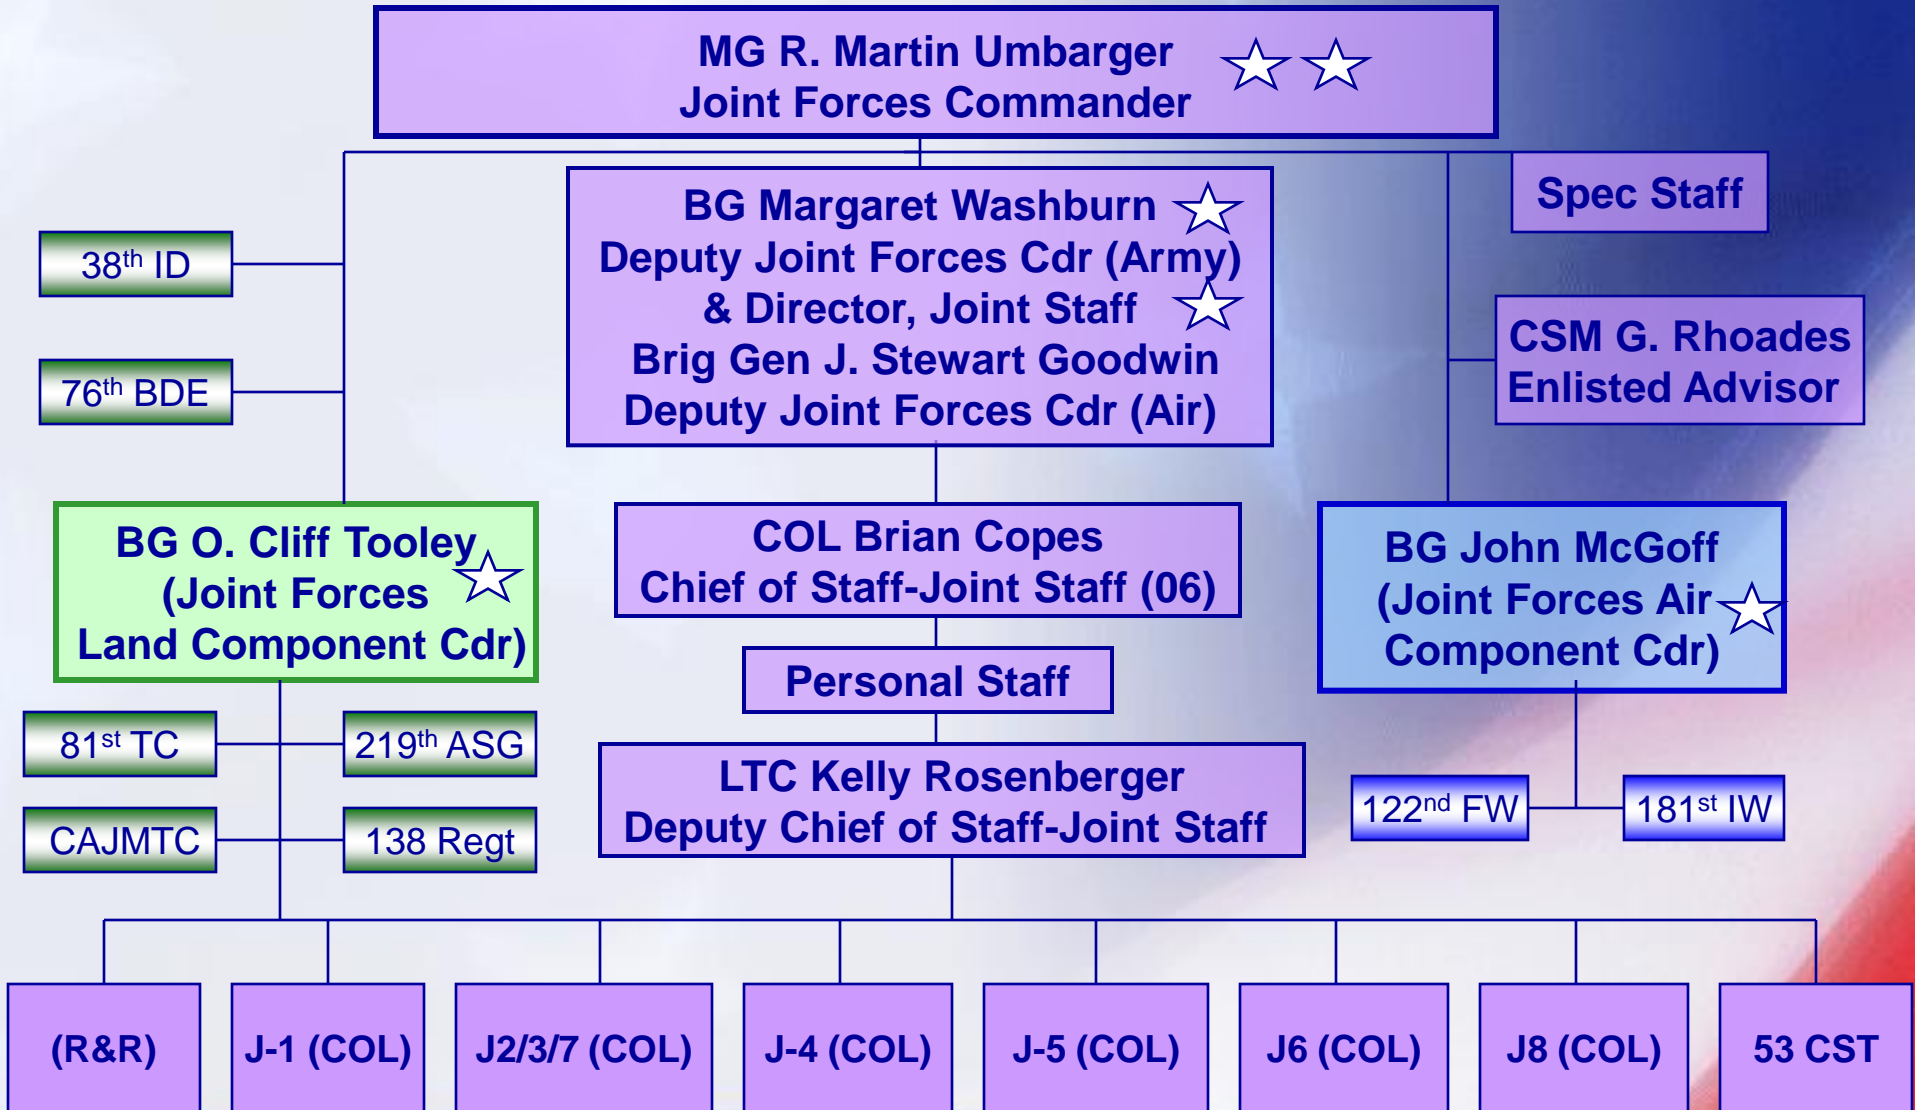 MG R. Martin Umbarger
Joint Forces Commander
Spec Staff
BG Margaret Washburn
Deputy Joint Forces Cdr (Army)
& Director, Joint Staff
Brig Gen J. Stewart Goodwin
Deputy Joint Forces Cdr (Air)
38th ID
76th BDE
CSM G. Rhoades
Enlisted Advisor
BG O. Cliff Tooley
(Joint Forces
Land Component Cdr)
COL Brian Copes
Chief of Staff-Joint Staff (06)
BG John McGoff
(Joint Forces Air
Component Cdr)
Personal Staff
81st TC
219th ASG
CAJMTC
138 Regt
LTC Kelly Rosenberger
Deputy Chief of Staff-Joint Staff
122nd FW
181st IW
(R&R)
J-1 (COL)
J2/3/7 (COL)
J-4 (COL)
J-5 (COL)
J6 (COL)
J8 (COL)
53 CST